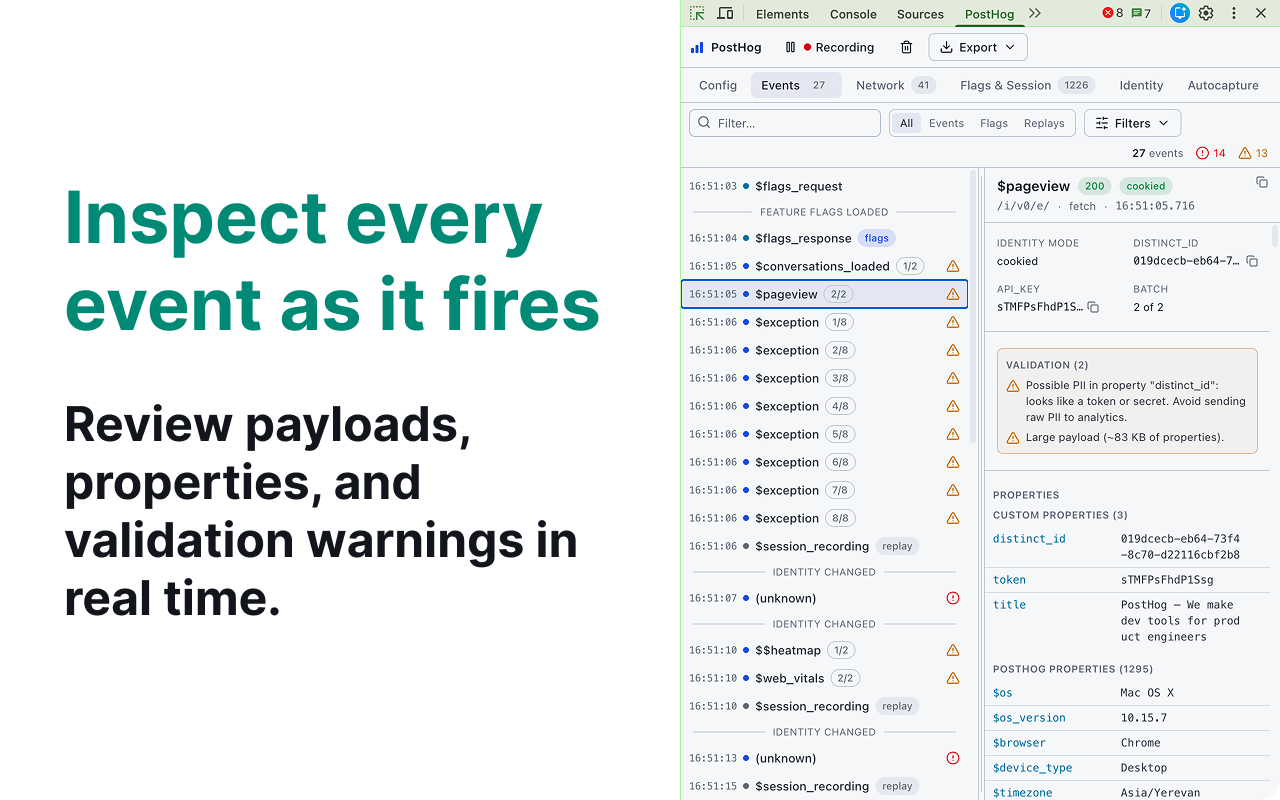 Inspect every
event as it fires
Review payloads,
properties, and
validation warnings in
real time.
Elements Console Sources PostHog 8 7
PostHog Recording Export
Config Events 27 Network 41 Flags & Session 1226 Identity Autocapture
Filter... All Events Flags Replays Filters
27 events 14 13
16:51:03 $flags_request
FEATURE FLAGS LOADED
16:51:04 $flags_response flags
16:51:05 $conversations_loaded 1/2
16:51:05 $pageview 2/2
16:51:06 $exception 1/8
16:51:06 $exception 2/8
16:51:06 $exception 3/8
16:51:06 $exception 4/8
16:51:06 $exception 5/8
16:51:06 $exception 6/8
16:51:06 $exception 7/8
16:51:06 $exception 8/8
16:51:06 $session_recording replay
IDENTITY CHANGED
16:51:07 (unknown)
IDENTITY CHANGED
16:51:10 $$heatmap 1/2
16:51:10 $web_vitals 2/2
16:51:10 $session_recording replay
IDENTITY CHANGED
16:51:13 (unknown)
16:51:15 $session_recording replay
$pageview 200 cookied
/i/v0/e/ · fetch · 16:51:05.716
IDENTITY MODE DISTINCT_ID
cookied 019dcecb-eb64-7…
API_KEY BATCH
sTMFPsFhdP1S… 2 of 2
VALIDATION (2)
Possible PII in property "distinct_id":
looks like a token or secret. Avoid sending
raw PII to analytics.
Large payload (~83 KB of properties).
PROPERTIES
CUSTOM PROPERTIES (3)
distinct_id 019dcecb-eb64-73f4
-8c70-d22116cbf2b8
token sTMFPsFhdP1Ssg
title PostHog – We make
dev tools for prod
uct engineers
POSTHOG PROPERTIES (1295)
$os Mac OS X
$os_version 10.15.7
$browser Chrome
$device_type Desktop
$timezone Asia/Yerevan